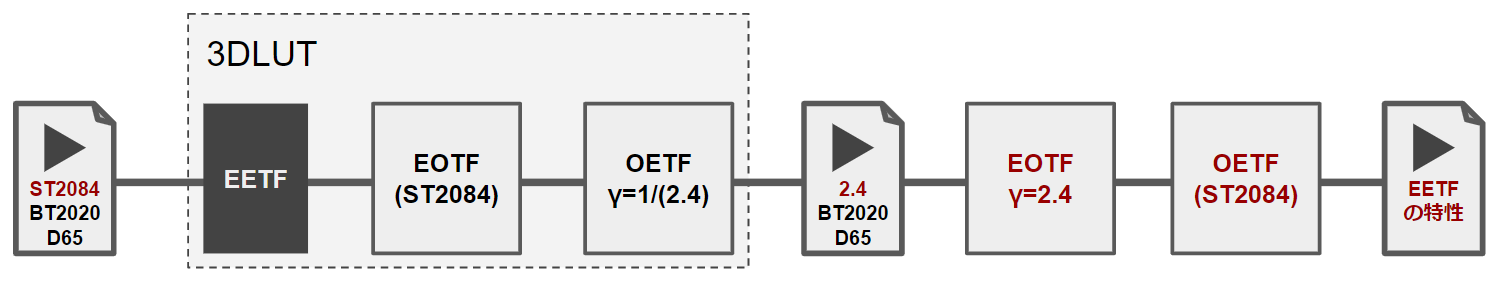 3DLUT
ST2084
BT2020
D65
EETF
EOTF
(ST2084)
OETF
γ=1/(2.4)
2.4
BT2020
D65
EOTF
γ=2.4
OETF
(ST2084)
EETF
の特性